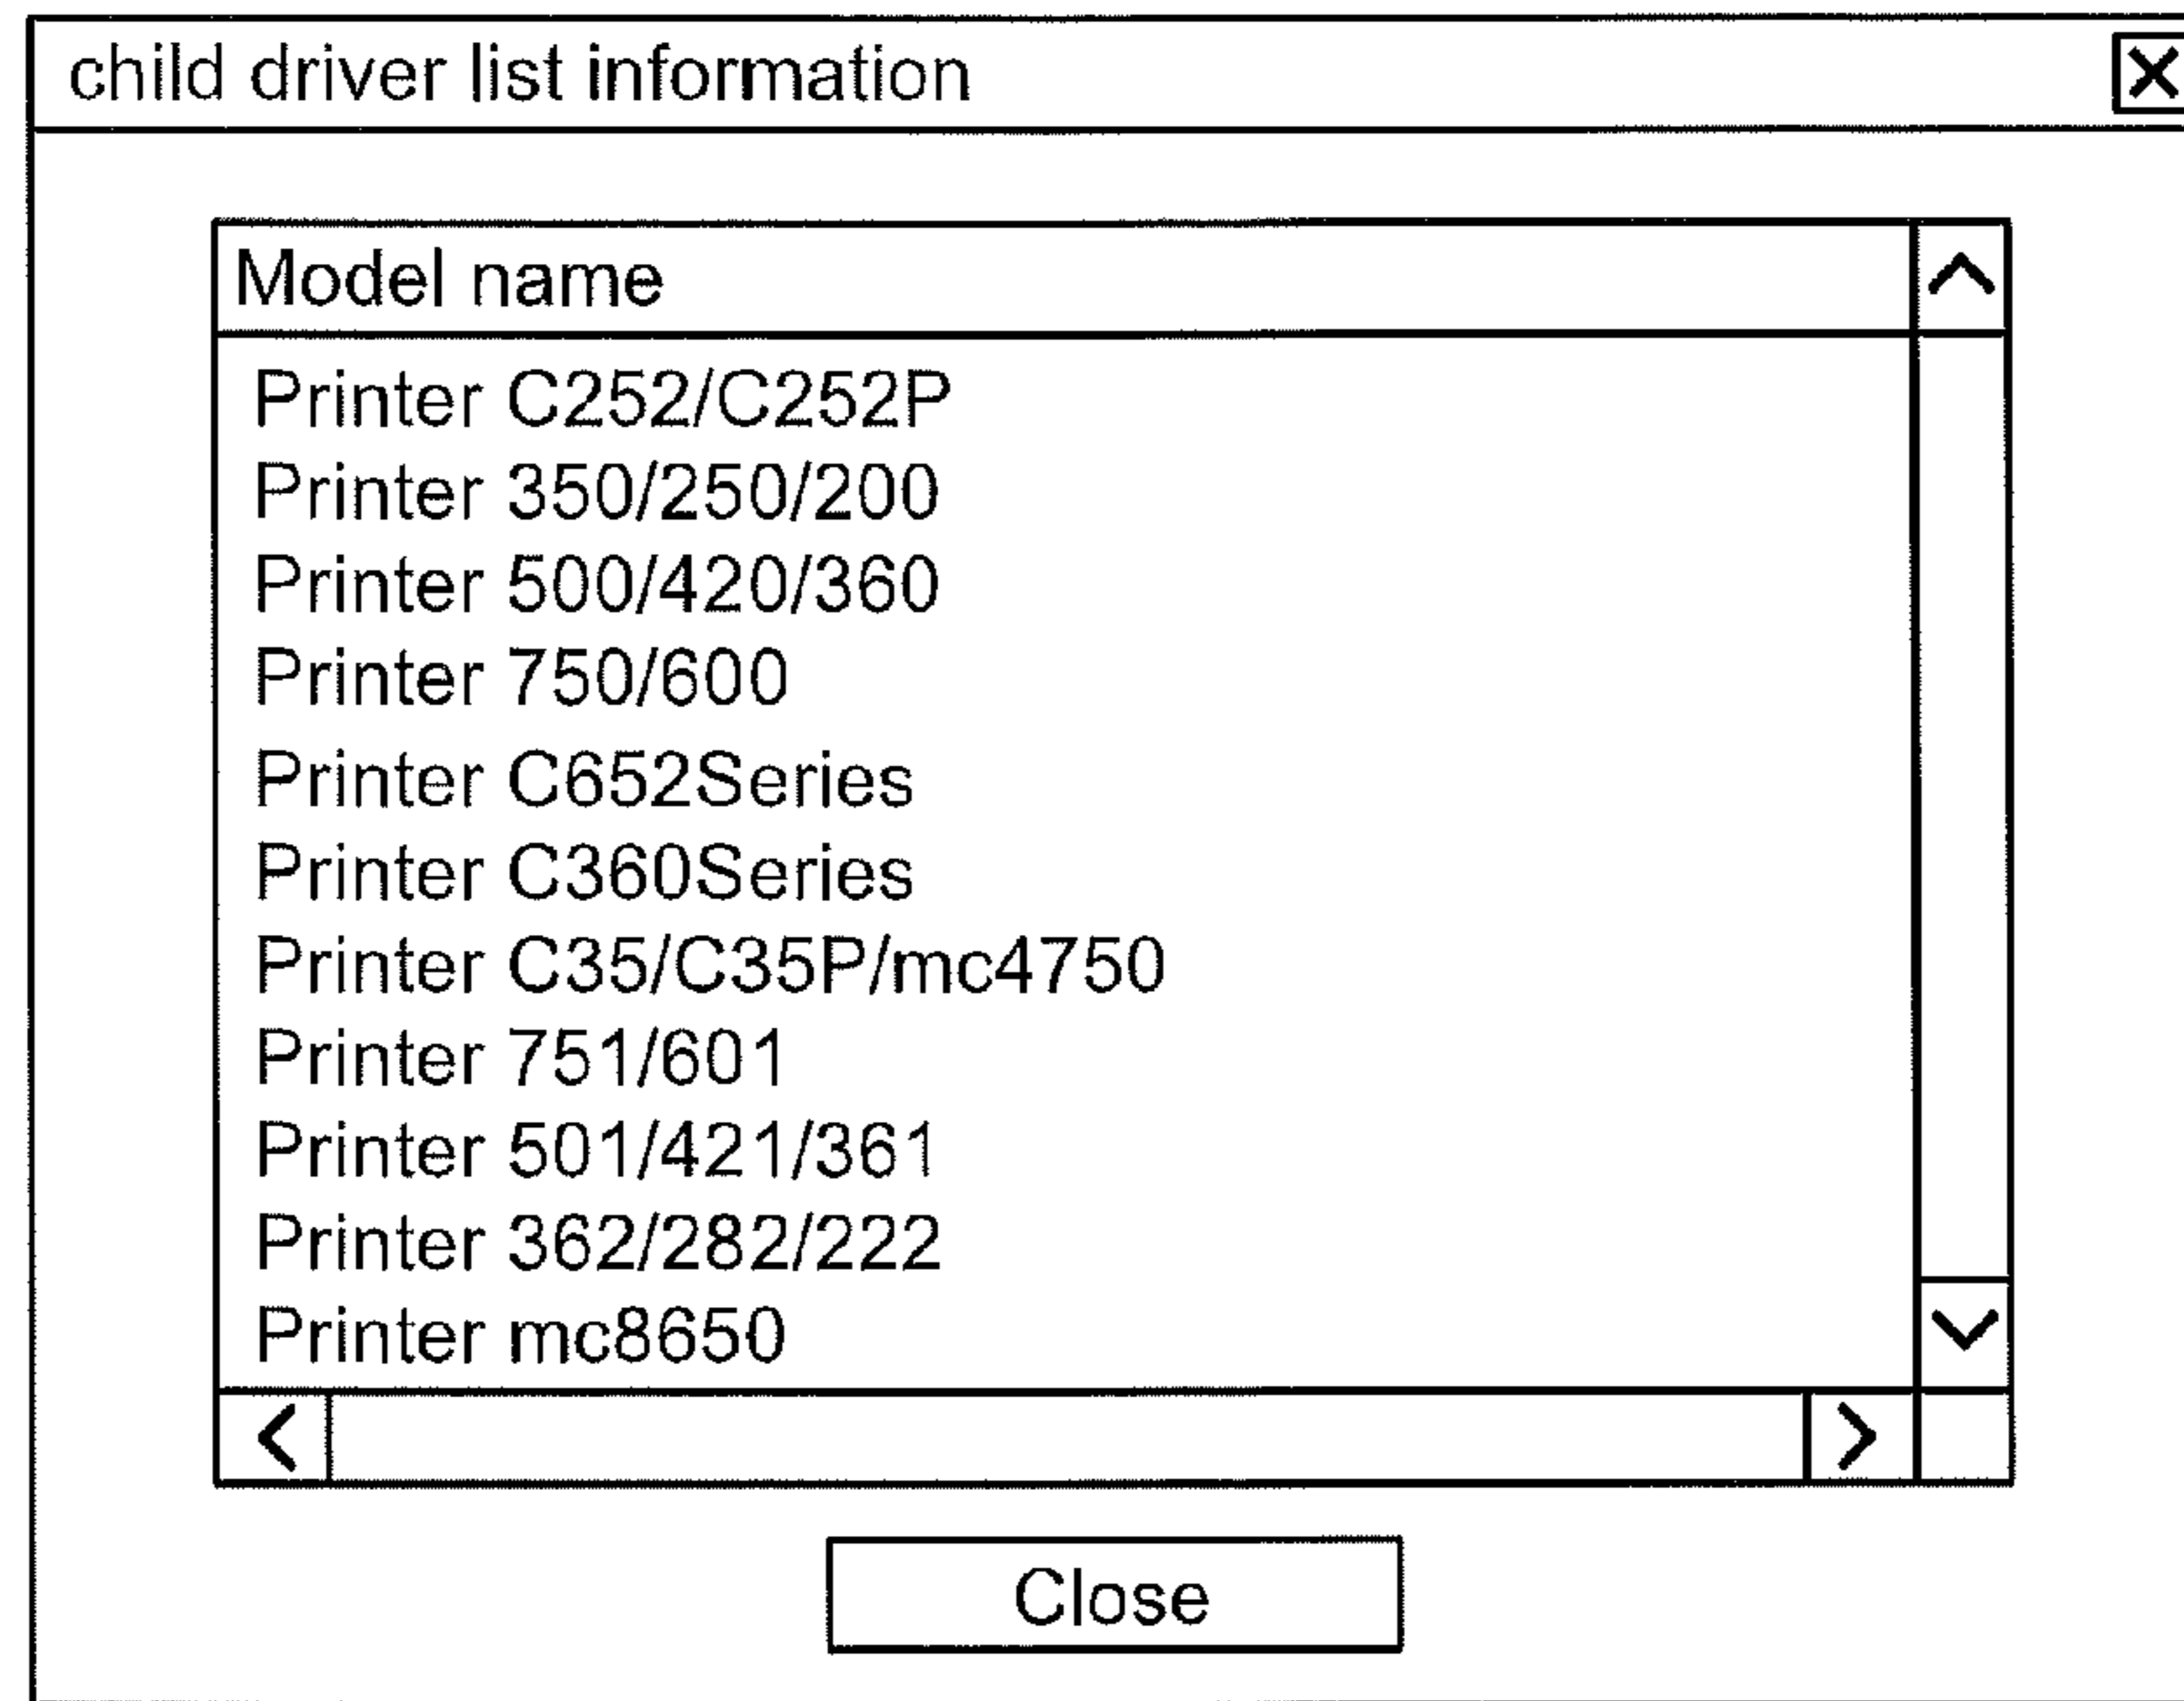 child driver list information
Model name
Printer C252/C252P
Printer 350/250/200
Printer 500/420/360
Printer 750/600
Printer C652Series
Printer C360Series
Printer C35/C35P/mc4750
Printer 751/601
Printer 501/421/361
Printer 362/282/222
Printer mc8650
Close